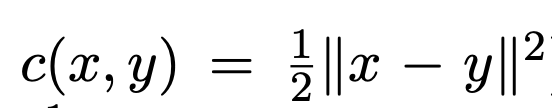 c(x, y) = ½‖x − y‖²